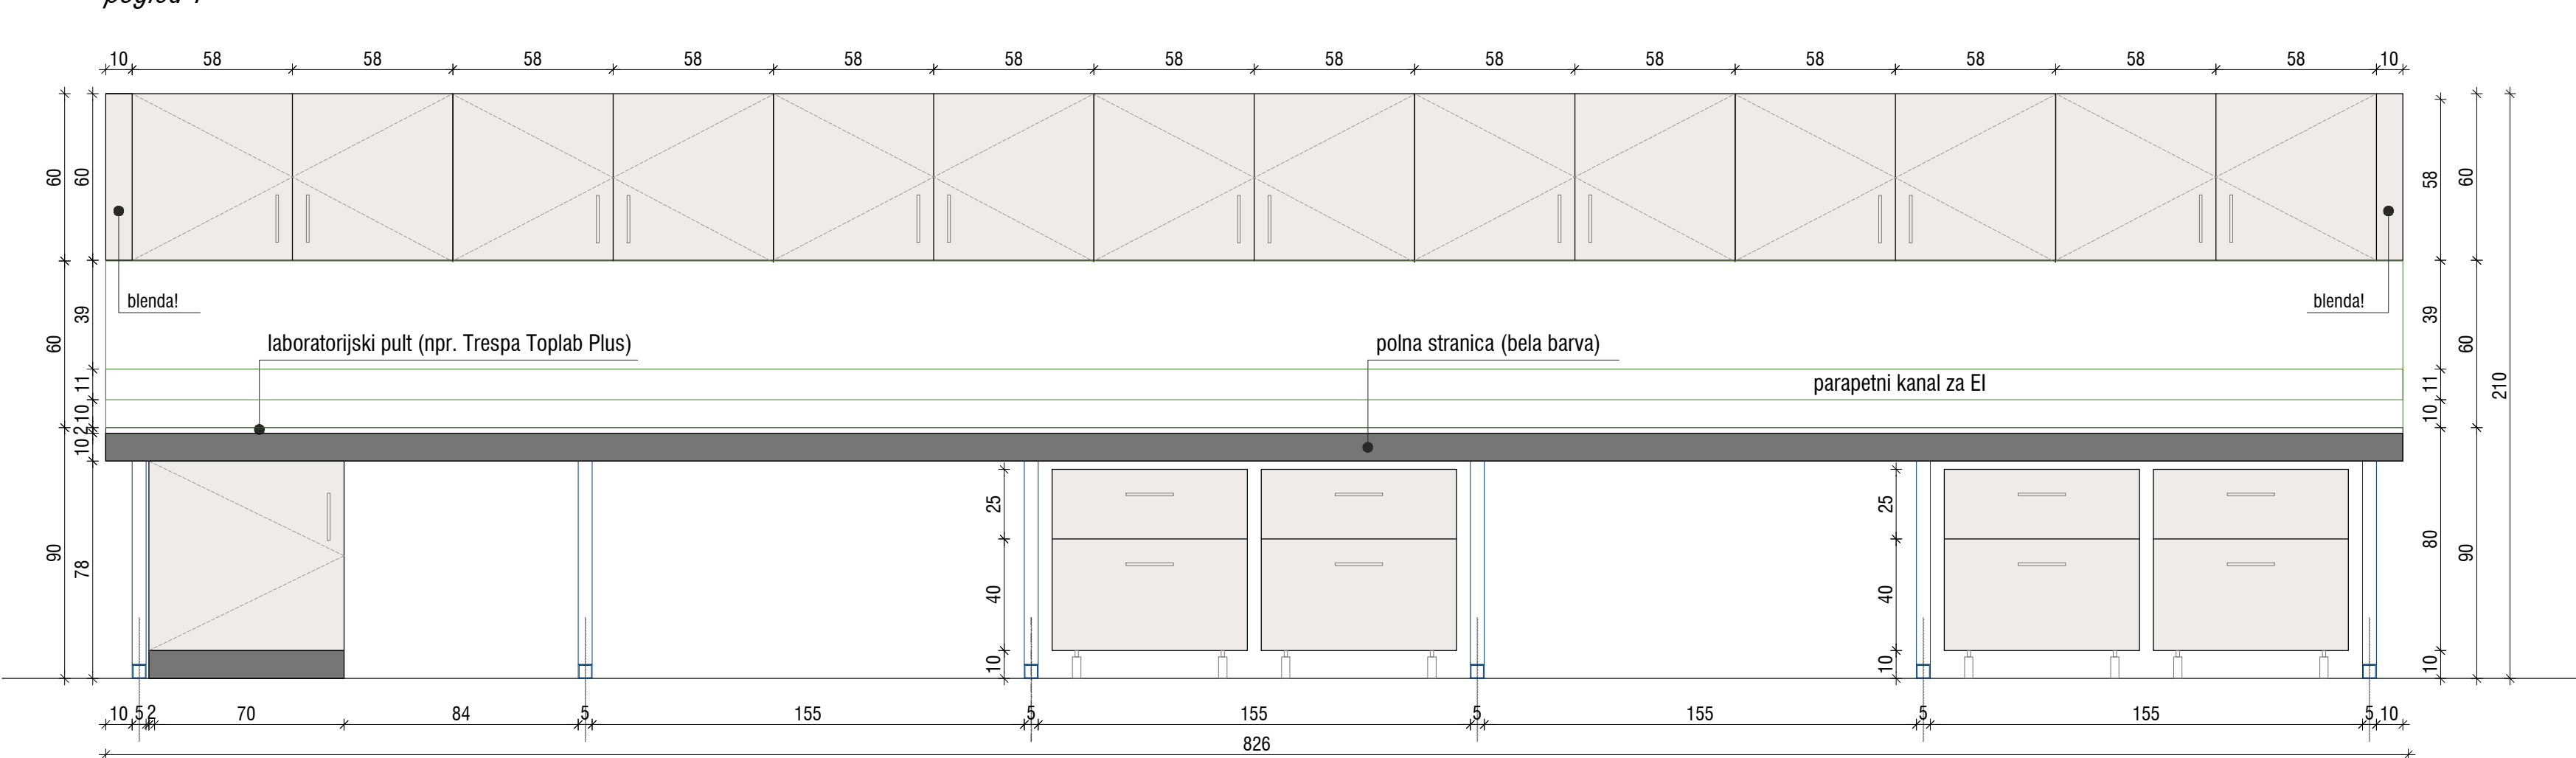 10 58 58 58 58 58 58 58 58 58 58 58 58 58 58 10
60 60 58 60
blenda! blenda!
39 39
laboratorijski pult (npr. Trespa Toplab Plus) polna stranica (bela barva)
60 60
11 parapetni kanal za El 11 210
10 10
2
10
25 25
90 78 80 90
40 40
10 10 10
10 5 2 70 84 5 155 5 155 5 155 5 155 5 10
826